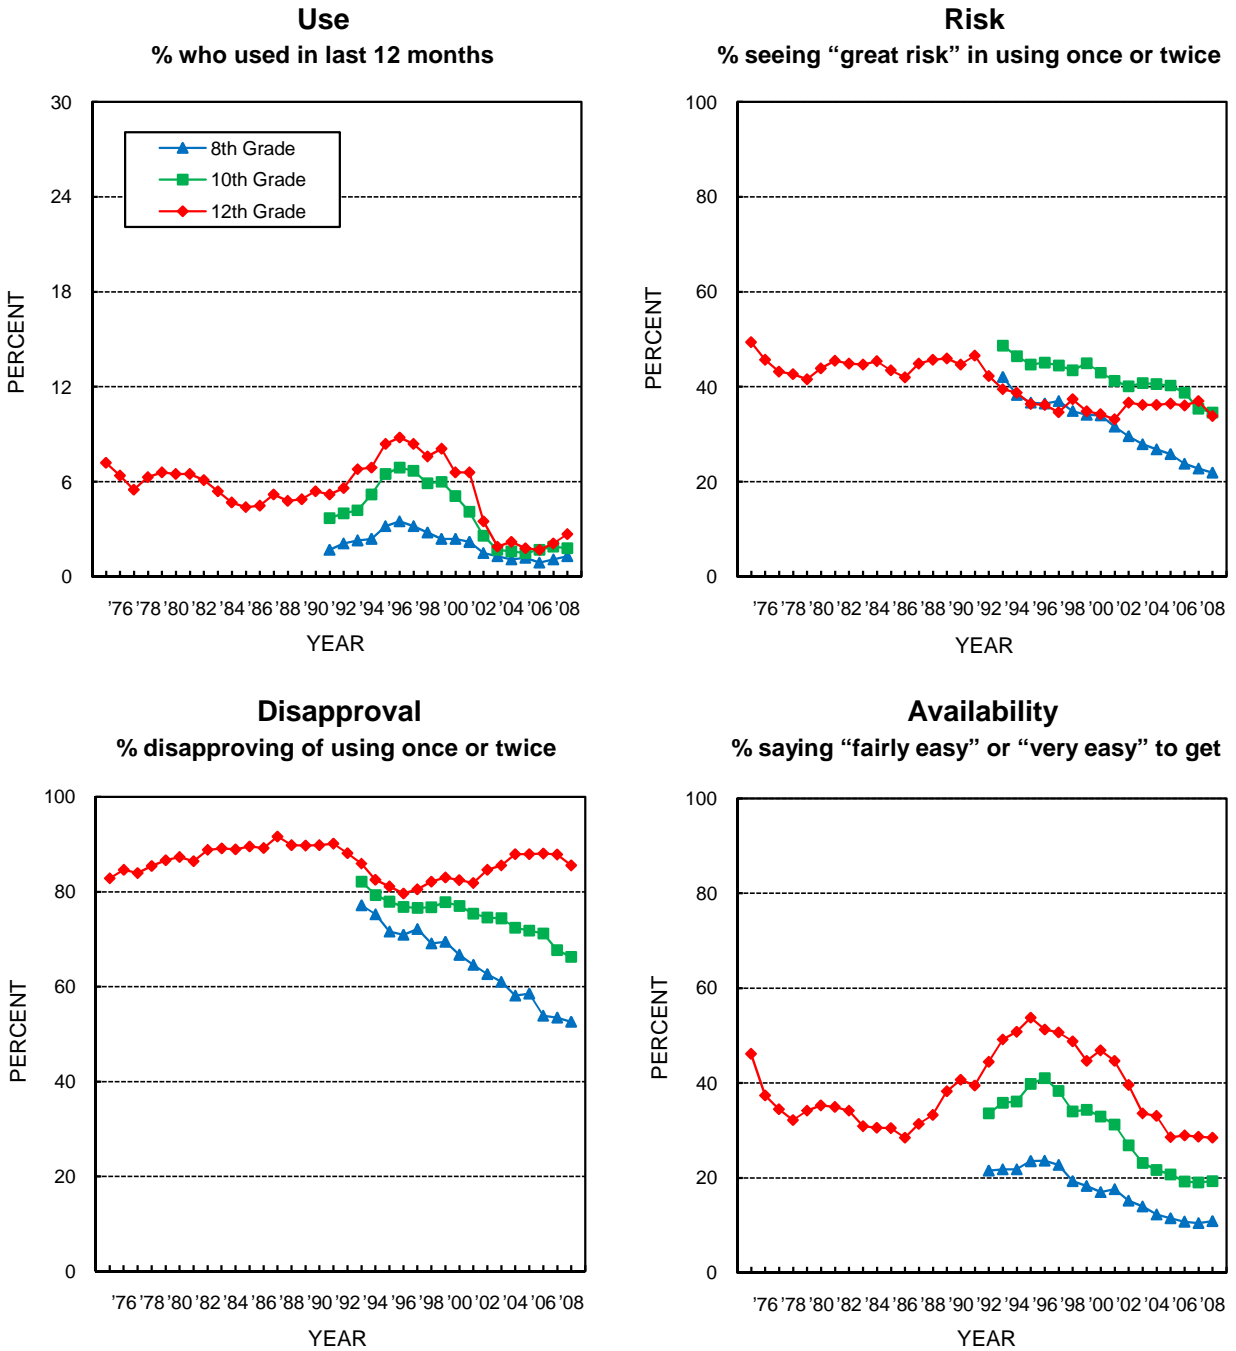 Use
% who used in last 12 months
30
24
18
12
6
0
PERCENT
8th Grade
10th Grade
12th Grade
’76 ’78 ’80 ’82 ’84 ’86 ’88 ’90 ’92 ’94 ’96 ’98 ’00 ’02 ’04 ’06 ’08
YEAR
Risk
% seeing “great risk” in using once or twice
100
80
60
40
20
0
PERCENT
’76 ’78 ’80 ’82 ’84 ’86 ’88 ’90 ’92 ’94 ’96 ’98 ’00 ’02 ’04 ’06 ’08
YEAR
Disapproval
% disapproving of using once or twice
100
80
60
40
20
0
PERCENT
’76 ’78 ’80 ’82 ’84 ’86 ’88 ’90 ’92 ’94 ’96 ’98 ’00 ’02 ’04 ’06 ’08
YEAR
Availability
% saying “fairly easy” or “very easy” to get
100
80
60
40
20
0
PERCENT
’76 ’78 ’80 ’82 ’84 ’86 ’88 ’90 ’92 ’94 ’96 ’98 ’00 ’02 ’04 ’06 ’08
YEAR